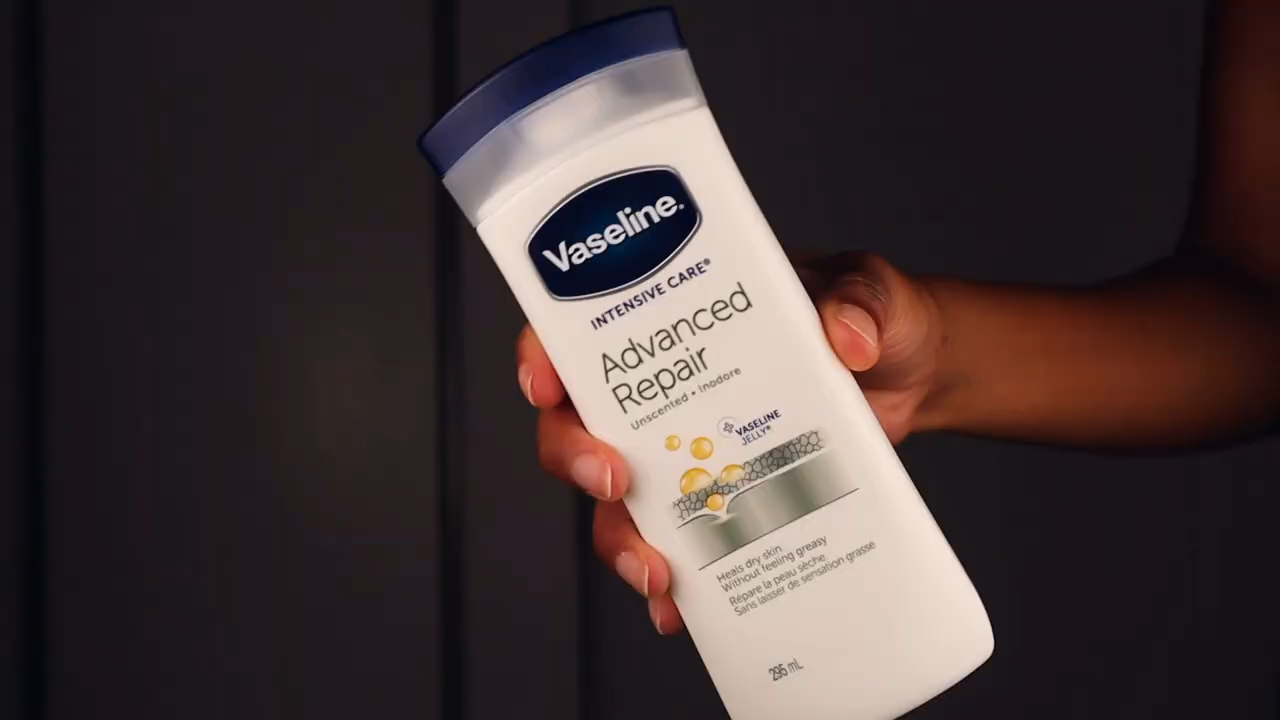 Vaseline.
INTENSIVE CARE®
Advanced
Repair
Unscented • Inodore
VASELINE
JELLY®
Heals dry skin
Without feeling greasy
Répare la peau sèche.
Sans laisser de sensation grasse
295 mL